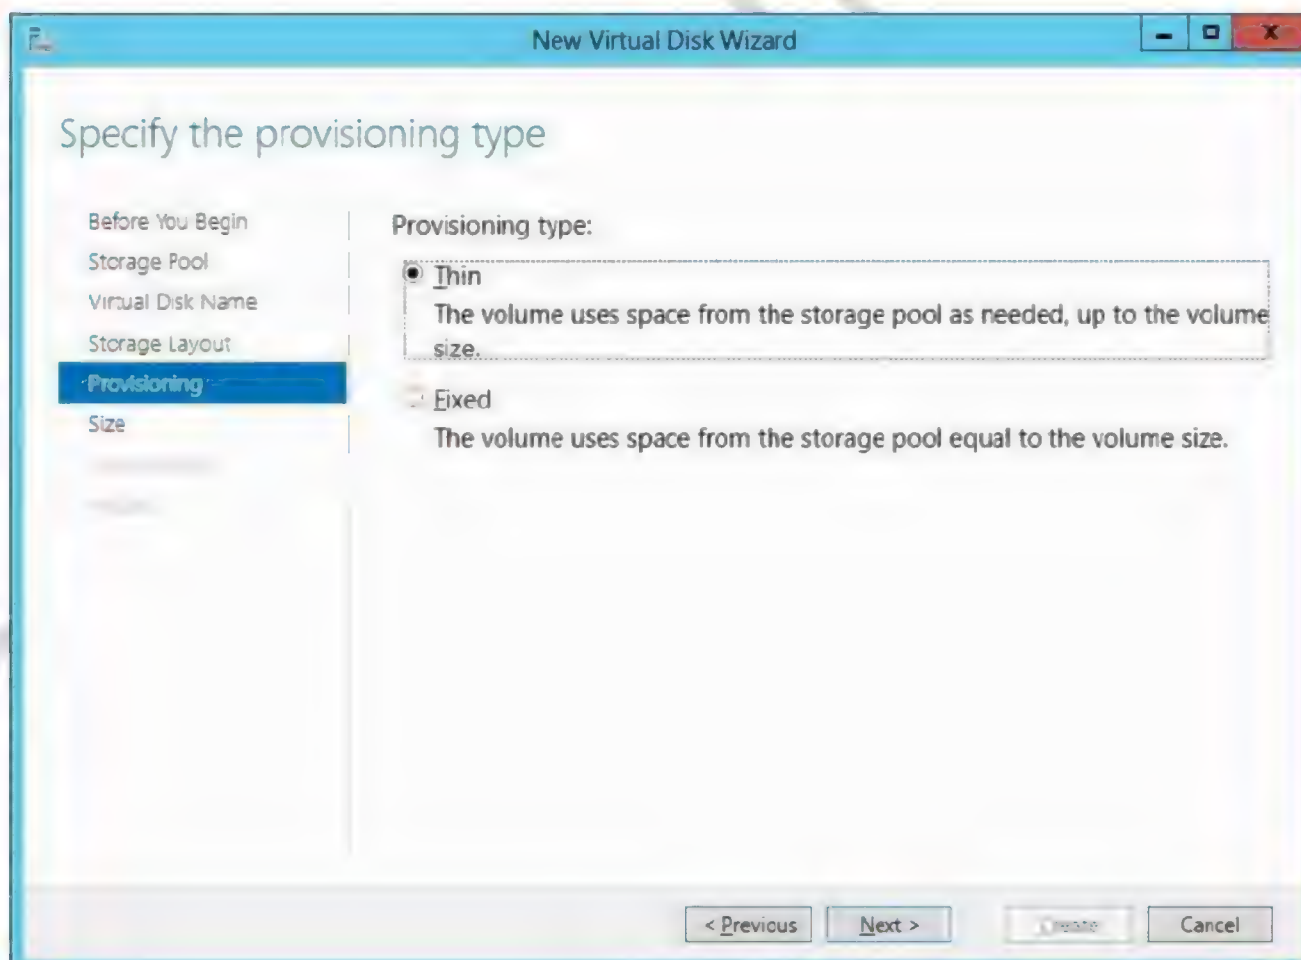 New Virtual Disk Wizard
Specify the provisioning type
Before You Begin
Storage Pool
Virtual Disk Name
Storage Layout
Provisioning
Size
Provisioning type:
Thin
The volume uses space from the storage pool as needed, up to the volume
size.
Fixed
The volume uses space from the storage pool equal to the volume size.
< Previous
Next >
Create
Cancel